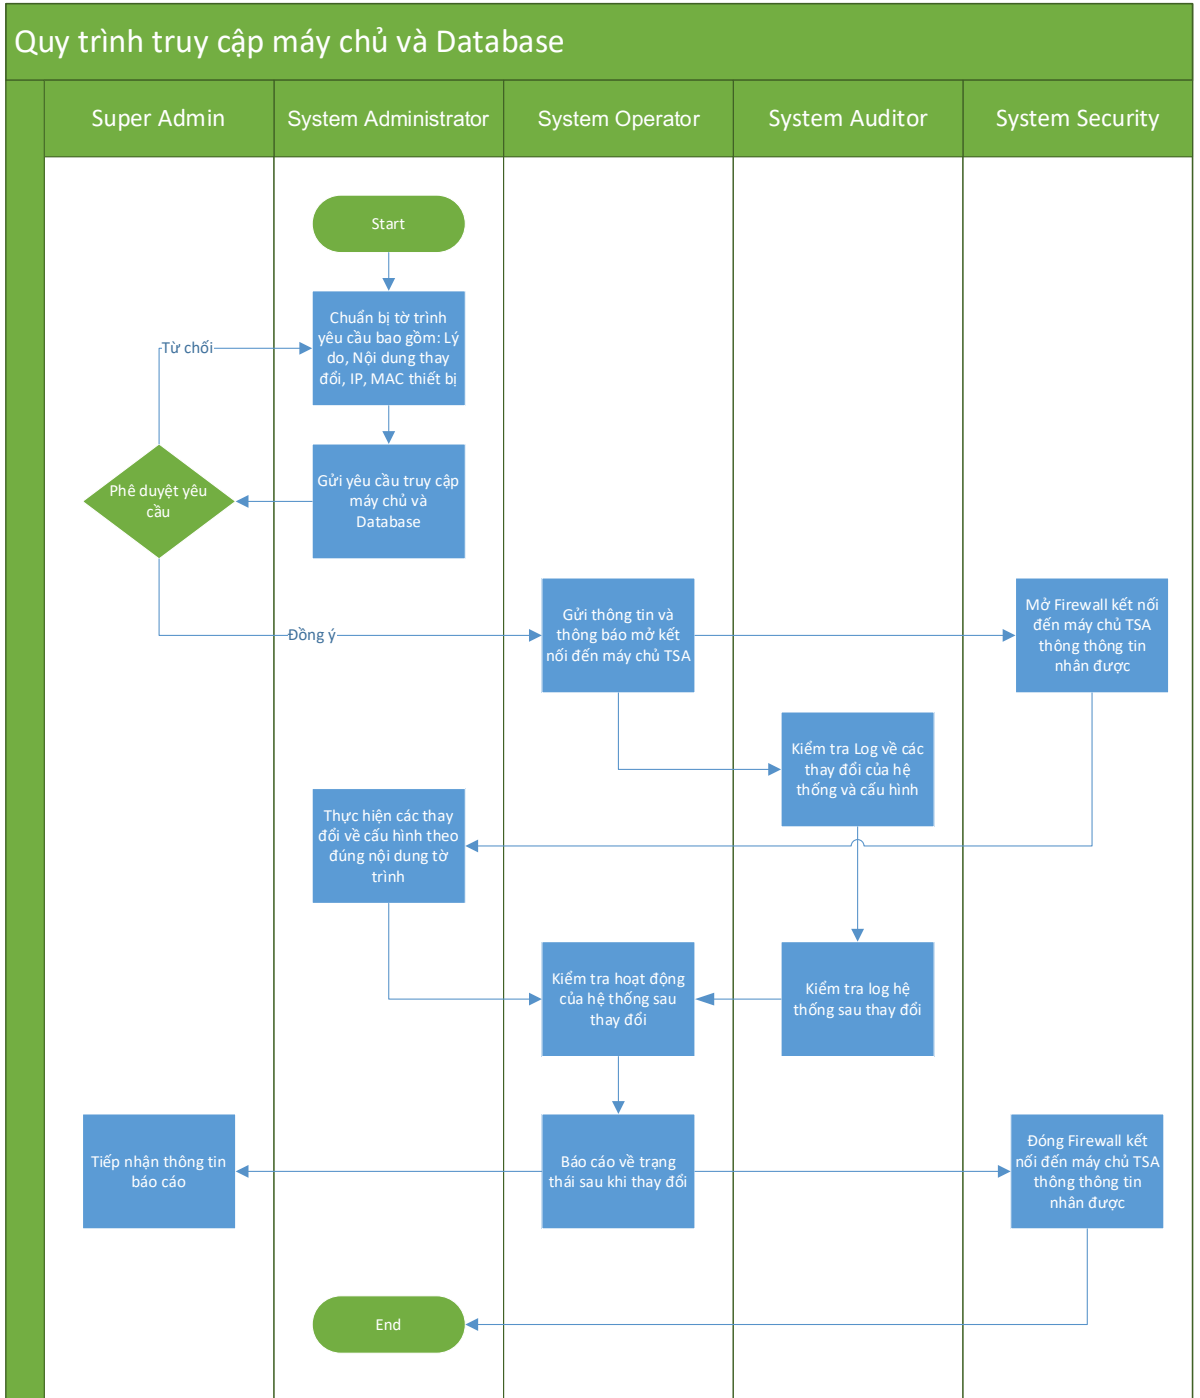 Quy trình truy cập máy chủ và Database
Super Admin
System Administrator
System Operator
System Auditor
System Security
Start
Chuẩn bị tờ trình
yêu cầu bao gồm: Lý
do, Nội dung thay
đổi, IP, MAC thiết bị
Từ chối
Phê duyệt yêu
cầu
Gửi yêu cầu truy cập
máy chủ và
Database
Đồng ý
Gửi thông tin và
thông báo mở kết
nối đến máy chủ TSA
Mở Firewall kết nối
đến máy chủ TSA
thông thông tin
nhân được
Kiểm tra Log về các
thay đổi của hệ
thống và cấu hình
Thực hiện các thay
đổi về cấu hình theo
đúng nội dung tờ
trình
Kiểm tra hoạt động
của hệ thống sau
thay đổi
Kiểm tra log hệ
thống sau thay đổi
Tiếp nhận thông tin
báo cáo
Báo cáo về trạng
thái sau khi thay đổi
Đóng Firewall kết
nối đến máy chủ TSA
thông thông tin
nhân được
End